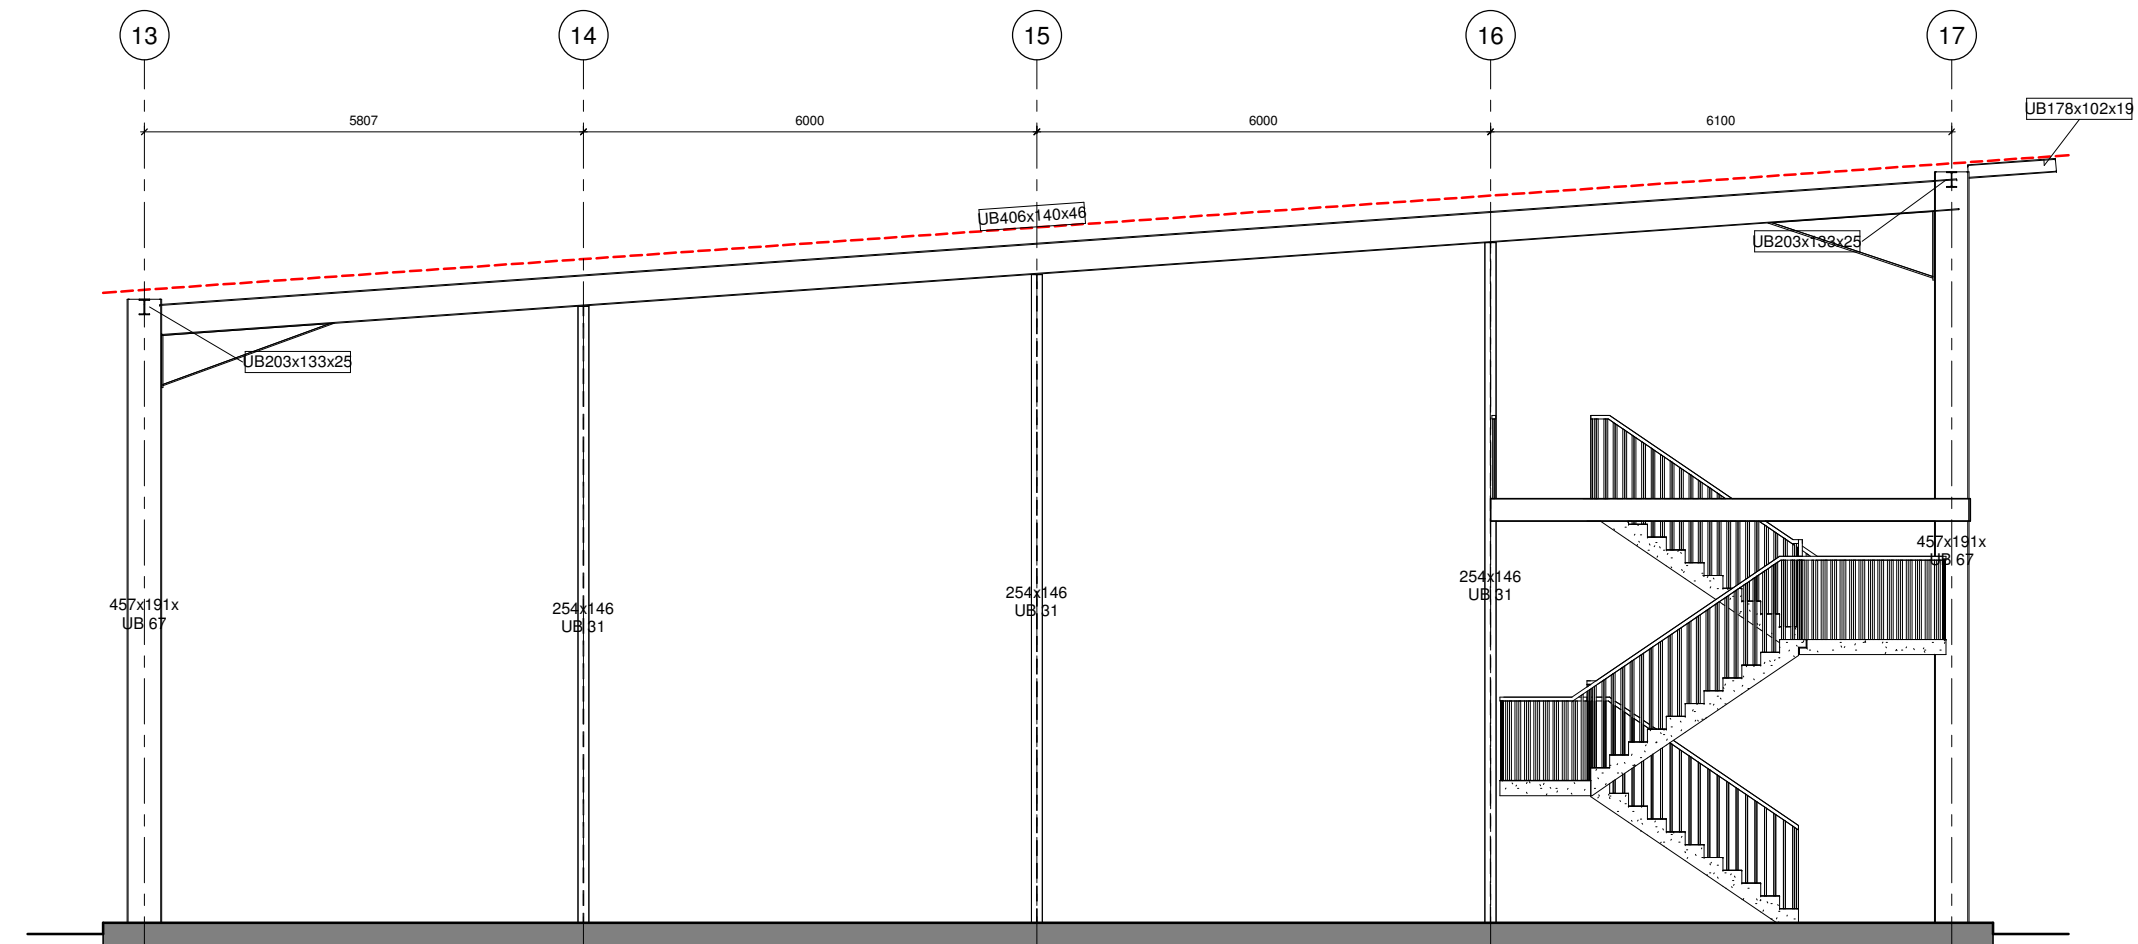 13
14
15
16
17
UB178x102x19
5807
6000
6000
6100
UB406x140x46
UB203x133x25
UB203x133x25
457x191x
UB 67
254x146
UB 31
254x146
UB 31
254x146
UB 31
457x191x
UB 67